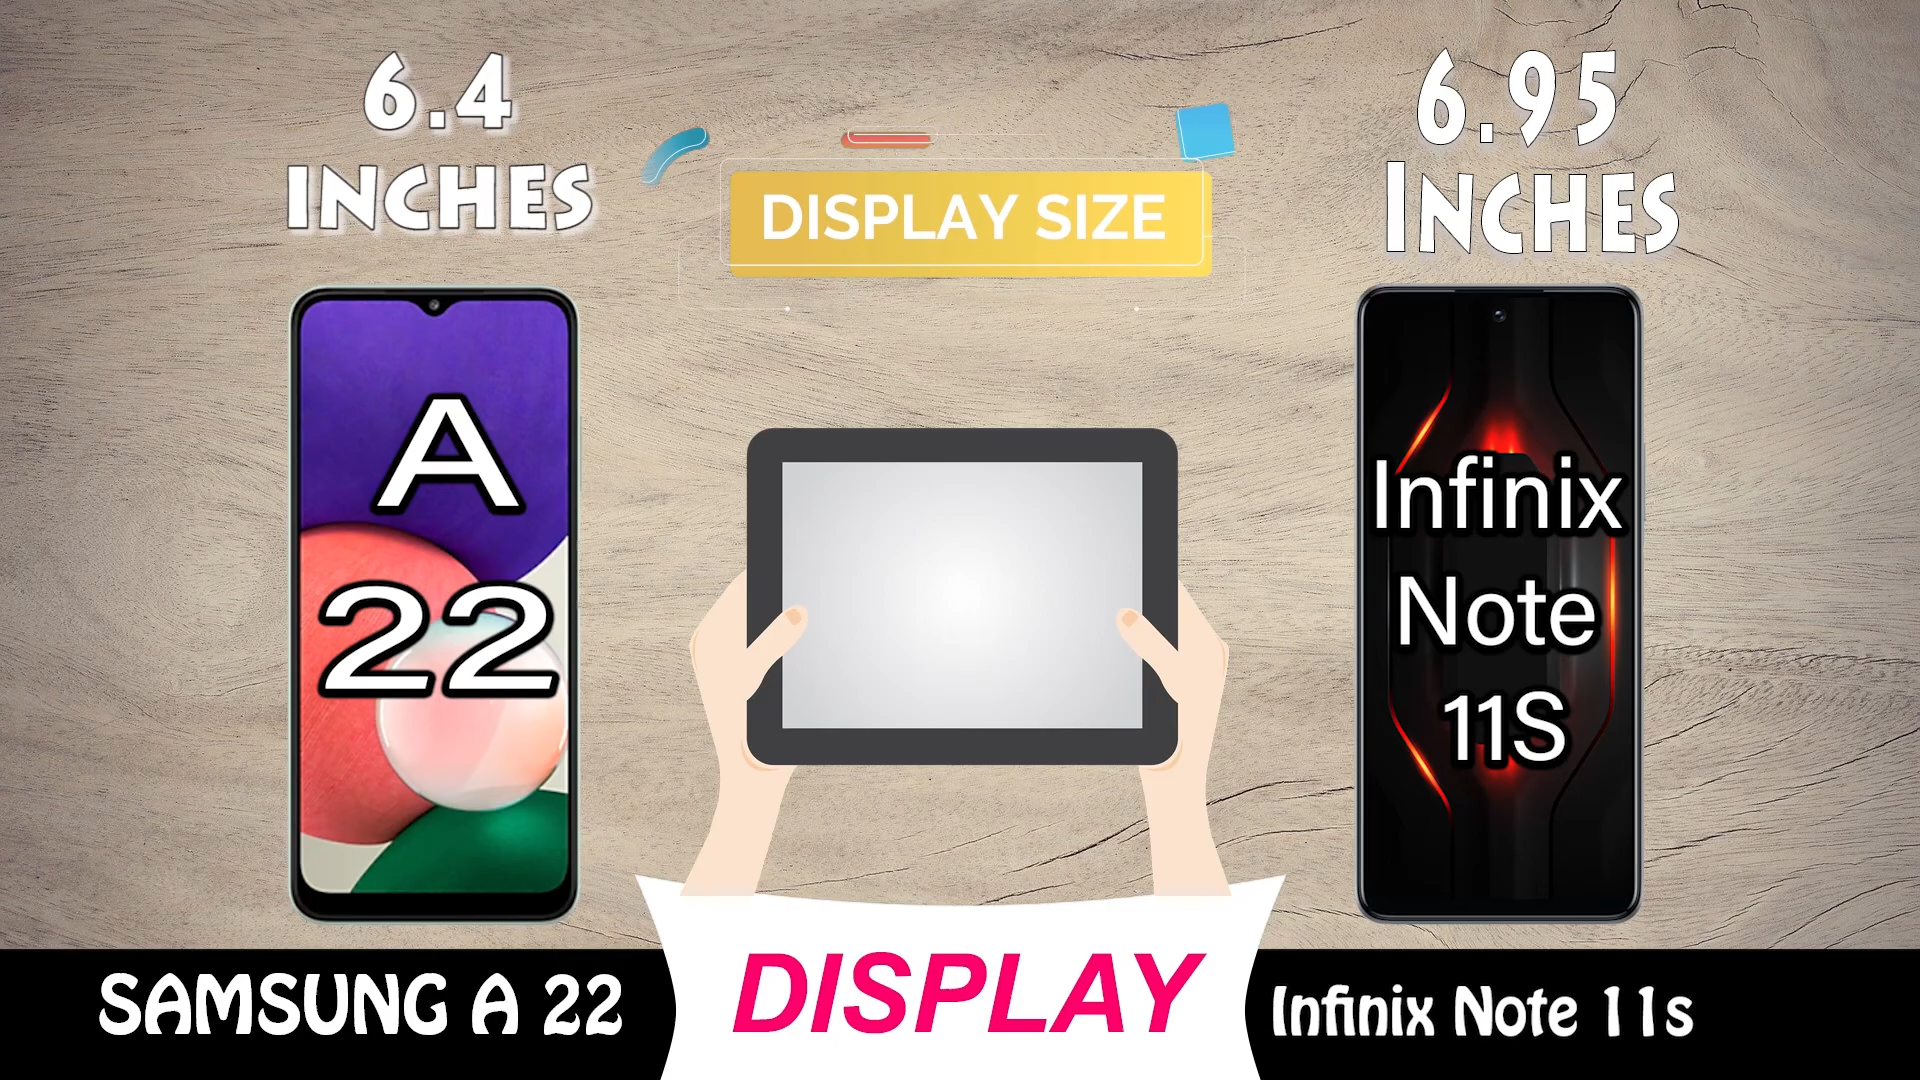 6.4
INCHES
DISPLAY SIZE
6.95
INCHES
A
22
Infinix
Note
11S
SAMSUNG A 22
DISPLAY
Infinix Note 11s